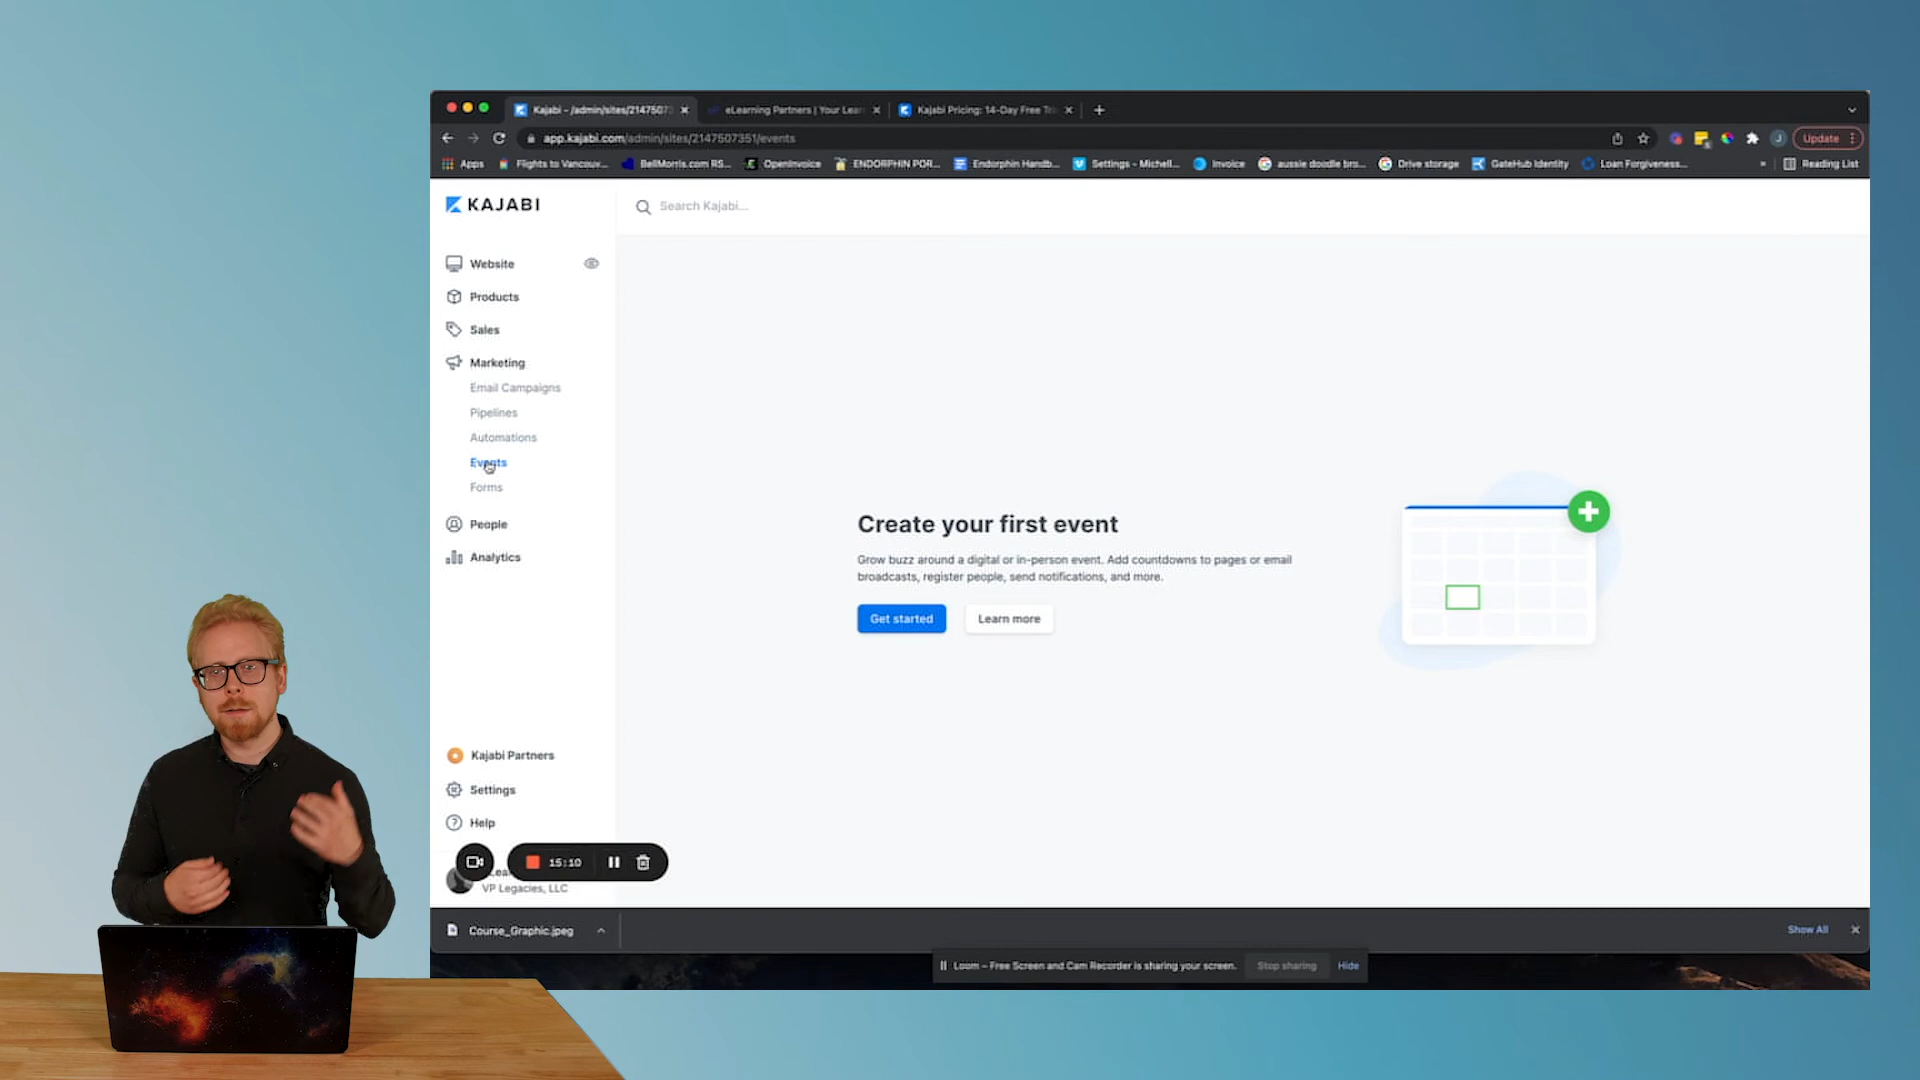 Kajabi - /admin/sites/2147507
eLearning Partners | Your Lear
Kajabi Pricing: 14-Day Free Tri
app.kajabi.com/admin/sites/2147507351/events
Update
Apps
Flights to Vancouv...
BellMorris.com RS...
OpenInvoice
ENDORPHIN POR...
Endorphin Handb...
Settings - Michell...
Invoice
aussie doodle bro...
Drive storage
GateHub Identity
Loan Forgiveness...
»
Reading List
KAJABI
Search Kajabi...
Website
Products
Sales
Marketing
Email Campaigns
Pipelines
Automations
Events
Forms
People
Analytics
Create your first event
Grow buzz around a digital or in-person event. Add countdowns to pages or email
broadcasts, register people, send notifications, and more.
Get started
Learn more
Kajabi Partners
Settings
Help
15:10
VP Legacies, LLC
Course_Graphic.jpeg
Show All
Loom – Free Screen and Cam Recorder is sharing your screen.
Stop sharing
Hide